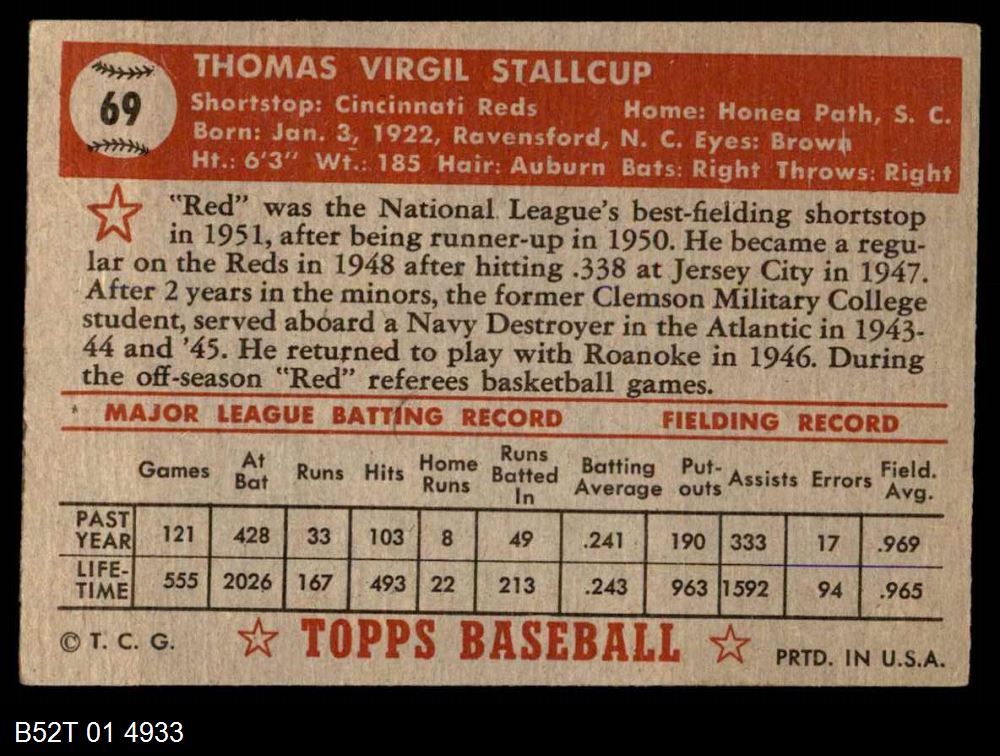 69
THOMAS VIRGIL STALLCUP
Shortstop: Cincinnati Reds Home: Honea Path, S. C.
Born: Jan. 3, 1922, Ravensford, N. C. Eyes: Brown
Ht.: 6'3" Wt.: 185 Hair: Auburn Bats: Right Throws: Right
"Red" was the National League's best-fielding shortstop
in 1951, after being runner-up in 1950. He became a regu-
lar on the Reds in 1948 after hitting .338 at Jersey City in 1947.
After 2 years in the minors, the former Clemson Military College
student, served aboard a Navy Destroyer in the Atlantic in 1943-
44 and '45. He returned to play with Roanoke in 1946. During
the off-season "Red" referees basketball games.
MAJOR LEAGUE BATTING RECORD FIELDING RECORD
Games At Bat Runs Hits Home Runs Runs Batted In Batting Average Put-outs Assists Errors Field. Avg.
PAST YEAR 121 428 33 103 8 49 .241 190 333 17 .969
LIFE-TIME 555 2026 167 493 22 213 .243 963 1592 94 .965
© T. C. G. TOPPS BASEBALL PRTD. IN U.S.A.
B52T 01 4933